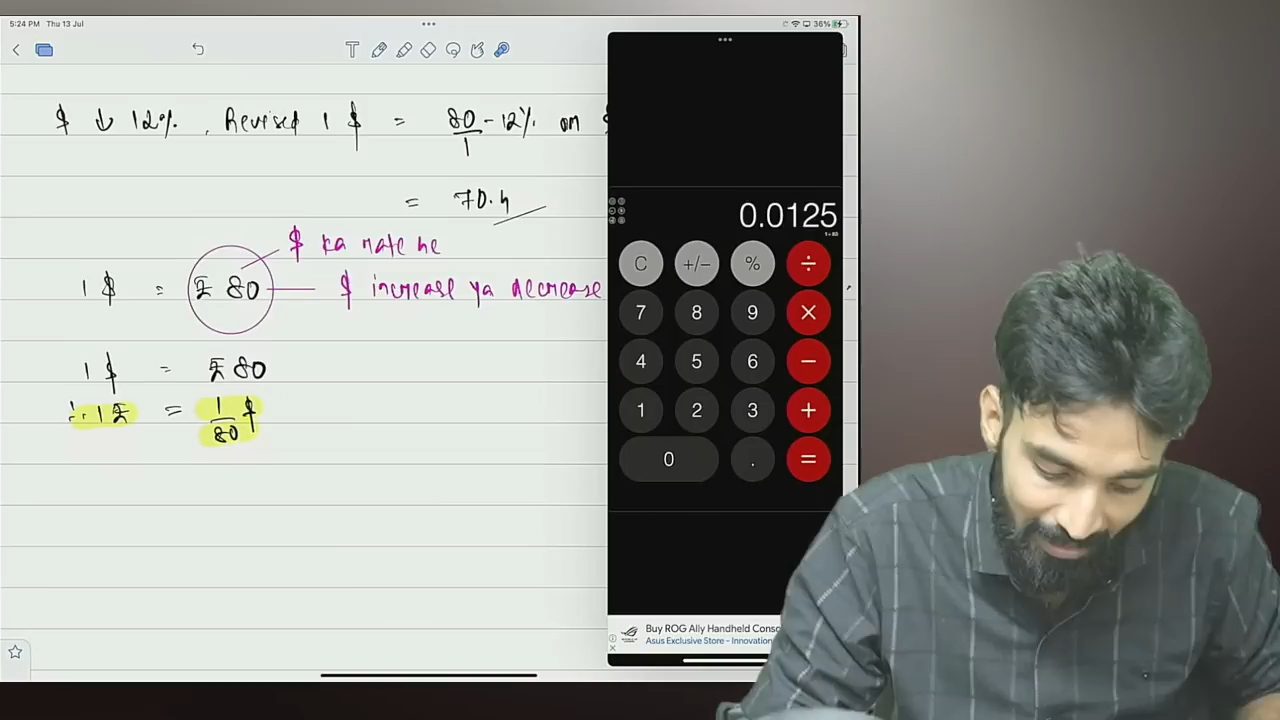 5:24 PM Thu 13 Jul
36%
$ ↓ 12%, Revised 1 $ = 80/1 - 12% on $
= 70.4
$ ka rate he
1 $ = ₹ 80
$ increase ya decrease
1 $ = ₹ 80
∴ 1 ₹ = 1/80 $
0.0125
1 ÷ 80
C +/− % ÷
7 8 9 ×
4 5 6 −
1 2 3 +
0 . =
Buy ROG Ally Handheld Conso
Asus Exclusive Store - Innovation